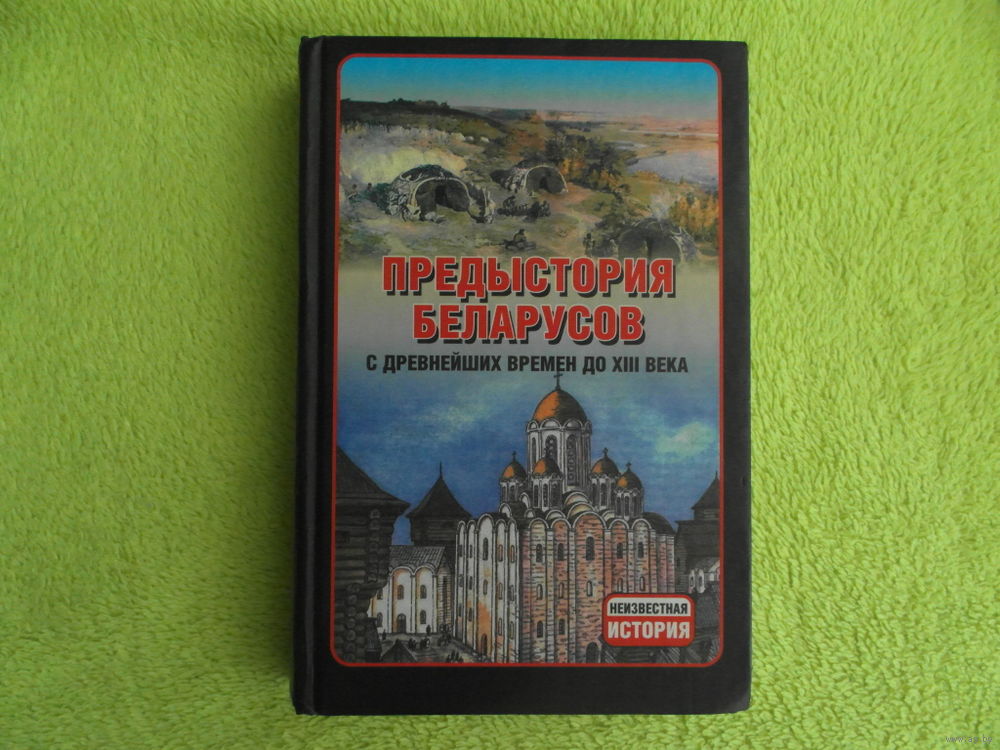 ПРЕДЫСТОРИЯ
БЕЛАРУСОВ
С ДРЕВНЕЙШИХ ВРЕМЕН ДО XIII ВЕКА
НЕИЗВЕСТНАЯ
ИСТОРИЯ